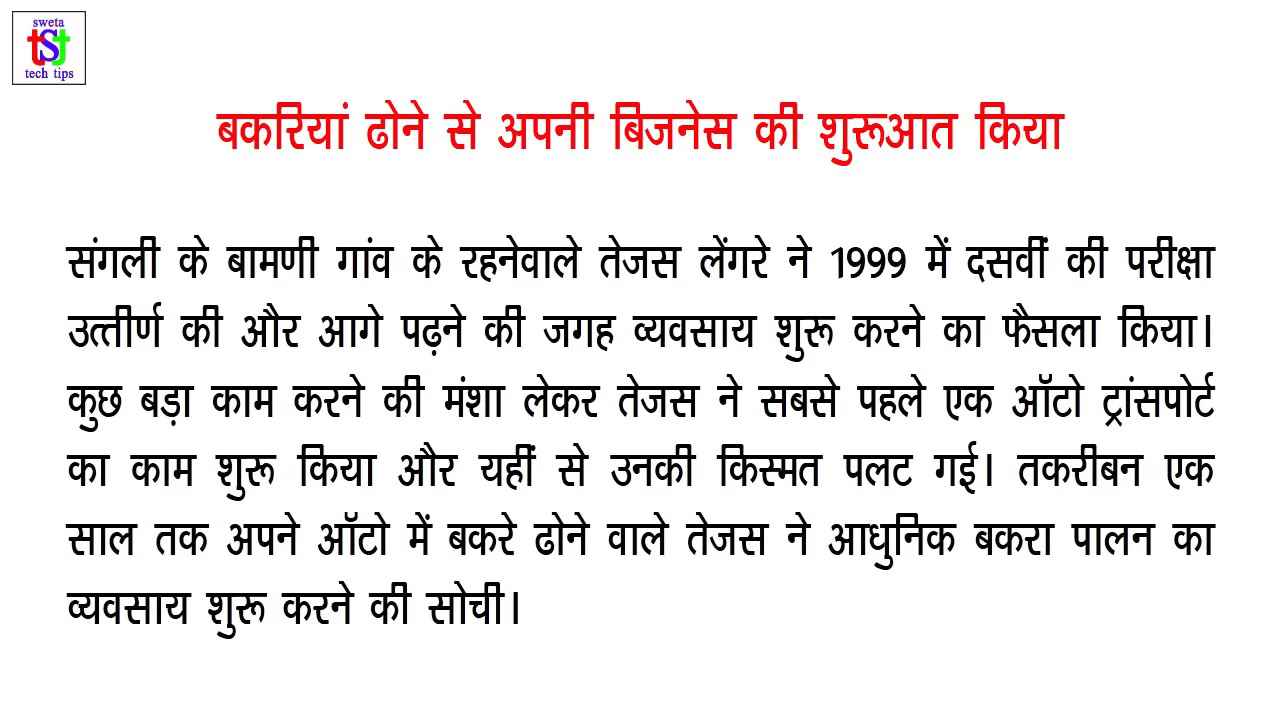 sweta
tSt
tech tips
बकरियां ढोने से अपनी बिजनेस की शुरूआत किया
संगली के बामणी गांव के रहनेवाले तेजस लेंगरे ने 1999 में दसवीं की परीक्षा
उत्तीर्ण की और आगे पढ़ने की जगह व्यवसाय शुरू करने का फैसला किया।
कुछ बड़ा काम करने की मंशा लेकर तेजस ने सबसे पहले एक ऑटो ट्रांसपोर्ट
का काम शुरू किया और यहीं से उनकी किस्मत पलट गई। तकरीबन एक
साल तक अपने ऑटो में बकरे ढोने वाले तेजस ने आधुनिक बकरा पालन का
व्यवसाय शुरू करने की सोची।